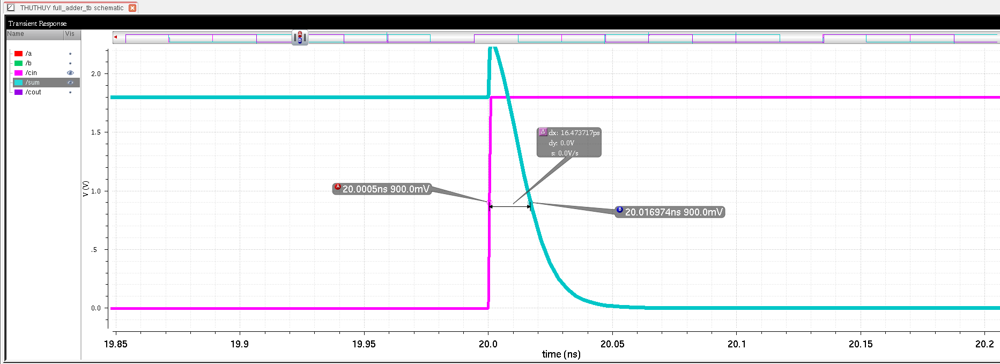 THUTHUY full_adder_tb schematic
Transient Response
Name Vis
/a
/b
/cin
/sum
/cout
A
B
2.0
1.5
1.0
.5
0.0
V (V)
Δ dx: 16.473717ps
dy: 0.0V
s: 0.0V/s
A 20.0005ns 900.0mV
B 20.016974ns 900.0mV
19.85 19.9 19.95 20.0 20.05 20.1 20.15 20.2
time (ns)